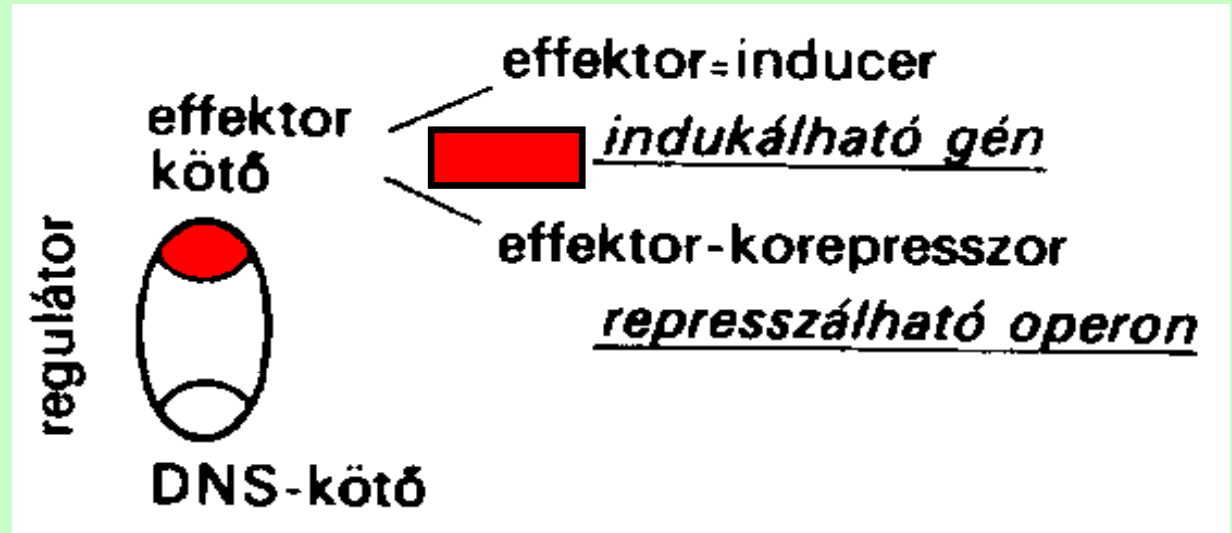 effektor=inducer
indukálható gén
effektor
kötő
effektor-korepresszor
represszálható operon
regulátor
DNS-kötő